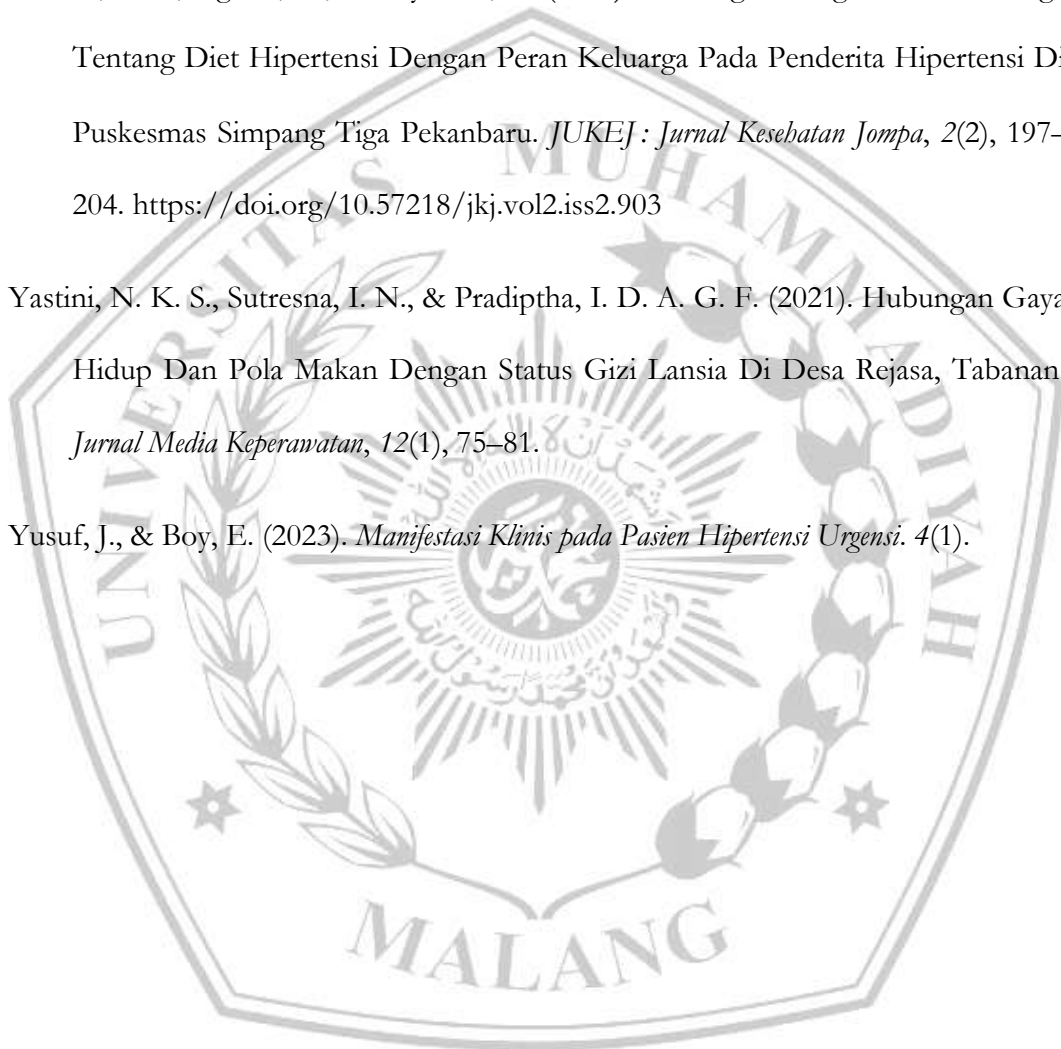 Tentang Diet Hipertensi Dengan Peran Keluarga Pada Penderita Hipertensi Di
Puskesmas Simpang Tiga Pekanbaru. JUKEJ : Jurnal Kesehatan Jompa, 2(2), 197–
204. https://doi.org/10.57218/jkj.vol2.iss2.903
Yastini, N. K. S., Sutresna, I. N., & Pradiptha, I. D. A. G. F. (2021). Hubungan Gaya
Hidup Dan Pola Makan Dengan Status Gizi Lansia Di Desa Rejasa, Tabanan.
Jurnal Media Keperawatan, 12(1), 75–81.
Yusuf, J., & Boy, E. (2023). Manifestasi Klinis pada Pasien Hipertensi Urgensi. 4(1).
UNIVERSITAS MUHAMMADIYAH
MALANG